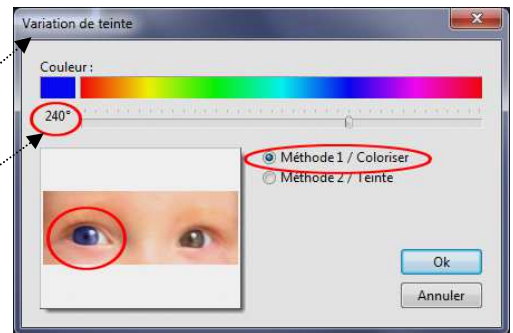 Variation de teinte
Couleur :
240°
Méthode 1 / Coloriser
Méthode 2 / Teinte
Ok
Annuler